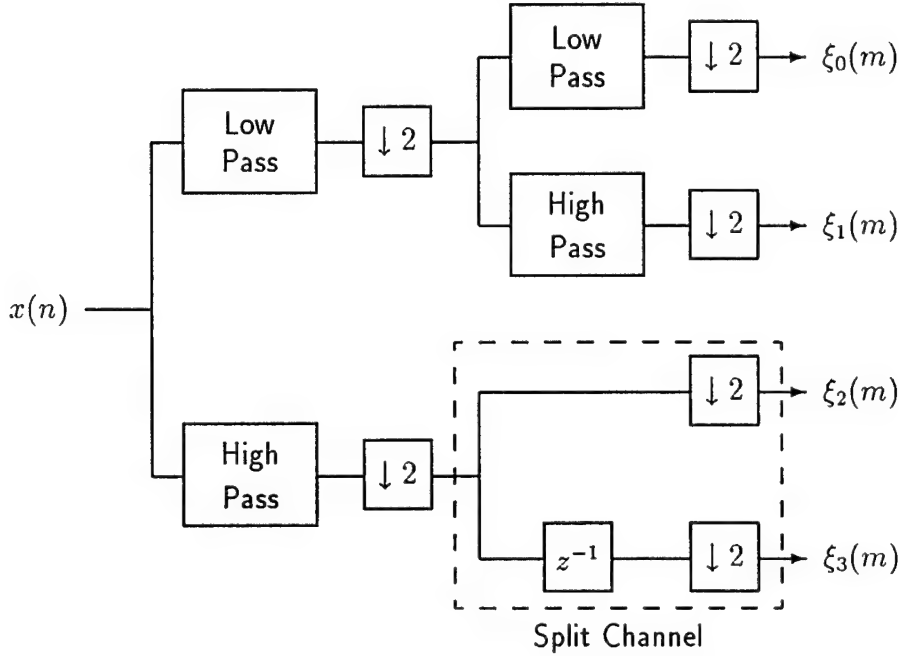 Low
Pass
↓ 2
ξ₀(m)
Low
Pass
↓ 2
High
Pass
↓ 2
ξ₁(m)
x(n)
↓ 2
ξ₂(m)
High
Pass
↓ 2
z⁻¹
↓ 2
ξ₃(m)
Split Channel